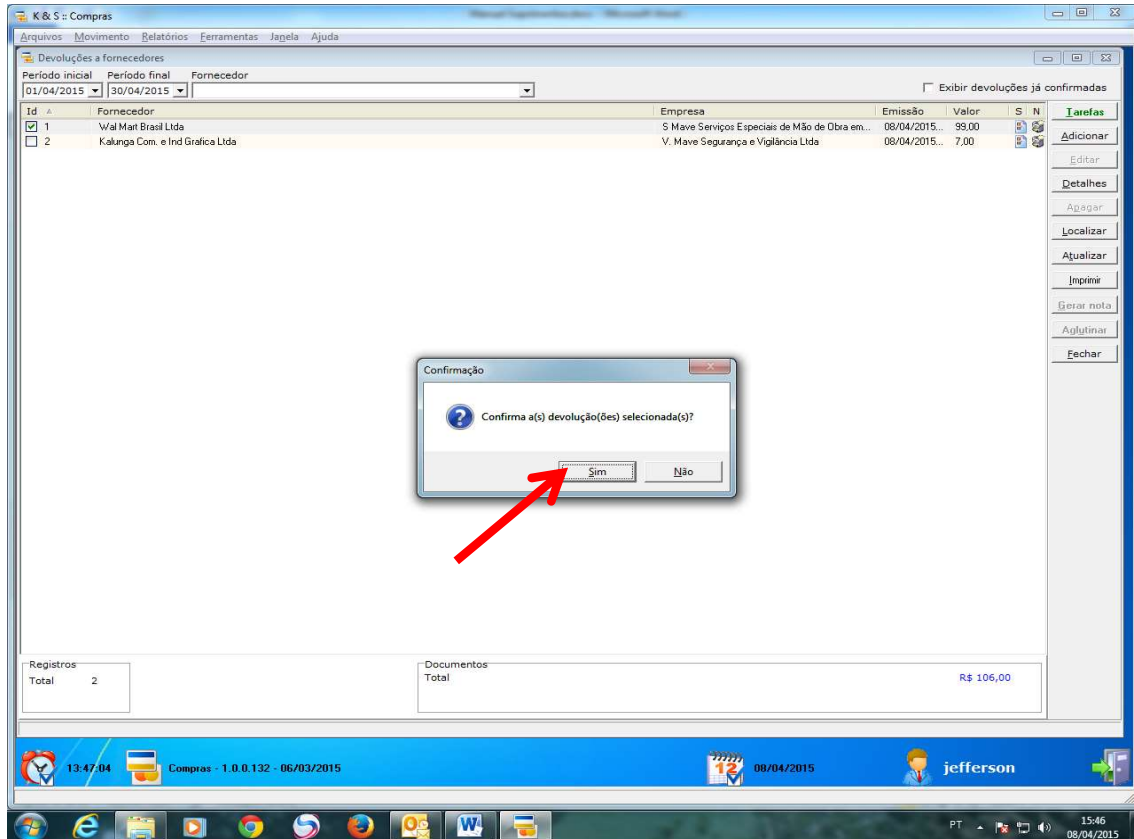 K & S :: Compras
Arquivos Movimento Relatórios Ferramentas Janela Ajuda
Devoluções a fornecedores
Período inicial Período final Fornecedor
01/04/2015 30/04/2015
Exibir devoluções já confirmadas
Id Fornecedor Empresa Emissão Valor S N
1 Wal Mart Brasil Ltda S Mave Serviços Especiais de Mão de Obra em... 08/04/2015... 99,00
2 Kalunga Com. e Ind Grafica Ltda V. Mave Segurança e Vigilância Ltda 08/04/2015... 7,00
Tarefas
Adicionar
Editar
Detalhes
Apagar
Localizar
Atualizar
Imprimir
Gerar nota
Aglutinar
Fechar
Confirmação
Confirma a(s) devolução(ões) selecionada(s)?
Sim Não
Registros
Total 2
Documentos
Total R$ 106,00
13:47:04 Compras - 1.0.0.132 - 06/03/2015 12 08/04/2015 jefferson
PT 15:46
08/04/2015